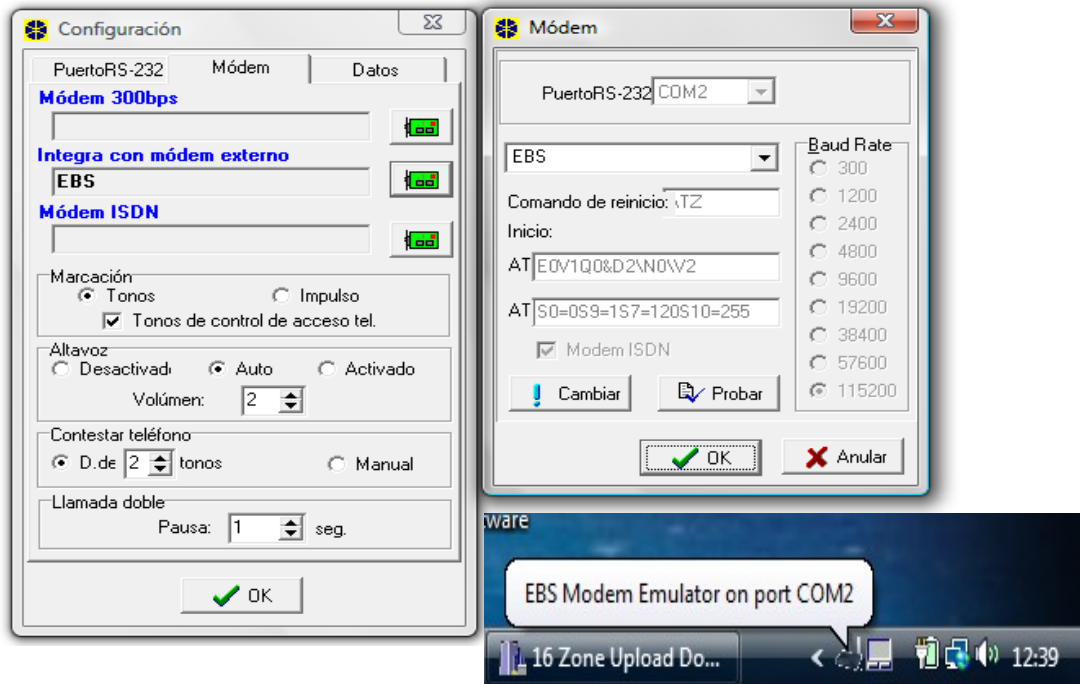 Configuración
PuertoRS-232
Módem
Datos
Módem 300bps
Integra con módem externo
EBS
Módem ISDN
Marcación
Tonos
Impulso
Tonos de control de acceso tel.
Altavoz
Desactivad
Auto
Activado
Volúmen:
2
Contestar teléfono
D.de 2 tonos
Manual
Llamada doble
Pausa: 1 seg.
OK
Módem
PuertoRS-232 COM2
EBS
Comando de reinicio: \TZ
Inicio:
AT E0V1Q0&D2\N0\V2
AT S0=0S9=1S7=120S10=255
Modem ISDN
Cambiar
Probar
Baud Rate
300
1200
2400
4800
9600
19200
38400
57600
115200
OK
Anular
tware
EBS Modem Emulator on port COM2
16 Zone Upload Do...
12:39